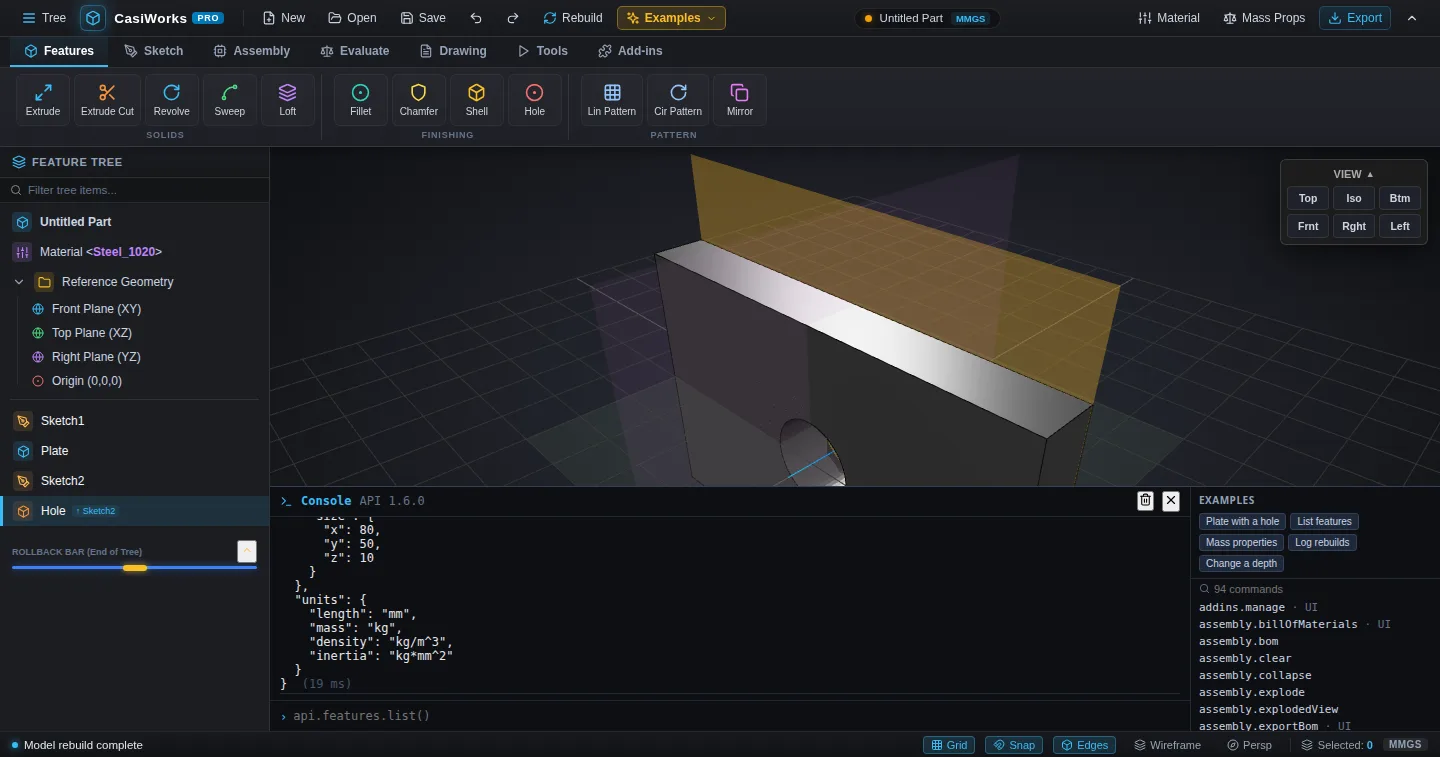 Tree
CasiWorks PRO
New
Open
Save
Rebuild
Examples
Untitled Part MMGS
Material
Mass Props
Export
Features
Sketch
Assembly
Evaluate
Drawing
Tools
Add-ins
Extrude
Extrude Cut
Revolve
Sweep
Loft
Fillet
Chamfer
Shell
Hole
Lin Pattern
Cir Pattern
Mirror
SOLIDS
FINISHING
PATTERN
FEATURE TREE
Filter tree items...
Untitled Part
Material <Steel_1020>
Reference Geometry
Front Plane (XY)
Top Plane (XZ)
Right Plane (YZ)
Origin (0,0,0)
Sketch1
Plate
Sketch2
Hole ↑ Sketch2
ROLLBACK BAR (End of Tree)
VIEW ▲
Top
Iso
Btm
Frnt
Rght
Left
Console API 1.6.0
"size": {
"x": 80,
"y": 50,
"z": 10
}
},
"units": {
"length": "mm",
"mass": "kg",
"density": "kg/m^3",
"inertia": "kg*mm^2"
}
} (19 ms)
› api.features.list()
EXAMPLES
Plate with a hole
List features
Mass properties
Log rebuilds
Change a depth
94 commands
addins.manage · UI
assembly.billOfMaterials · UI
assembly.bom
assembly.clear
assembly.collapse
assembly.explode
assembly.explodedView
assembly.exportBom · UI
Model rebuild complete
Grid
Snap
Edges
Wireframe
Persp
Selected: 0
MMGS